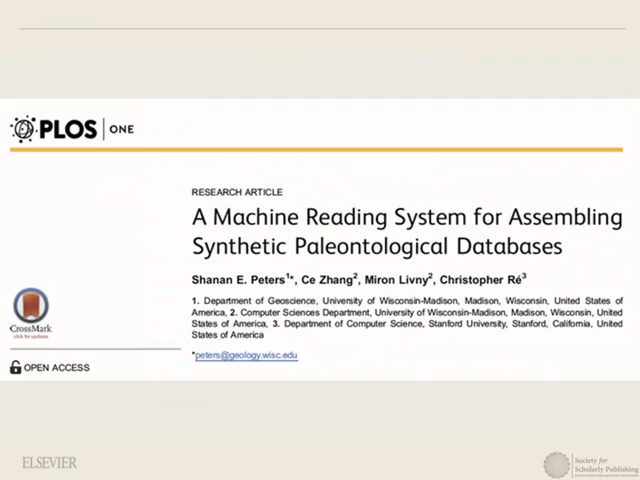 PLOS ONE
RESEARCH ARTICLE
A Machine Reading System for Assembling
Synthetic Paleontological Databases
Shanan E. Peters1*, Ce Zhang2, Miron Livny2, Christopher Ré3
1. Department of Geoscience, University of Wisconsin-Madison, Madison, Wisconsin, United States of
America, 2. Computer Sciences Department, University of Wisconsin-Madison, Madison, Wisconsin, United
States of America, 3. Department of Computer Science, Stanford University, Stanford, California, United
States of America
*peters@geology.wisc.edu
CrossMark
click for updates
OPEN ACCESS
ELSEVIER
Society for
Scholarly Publishing